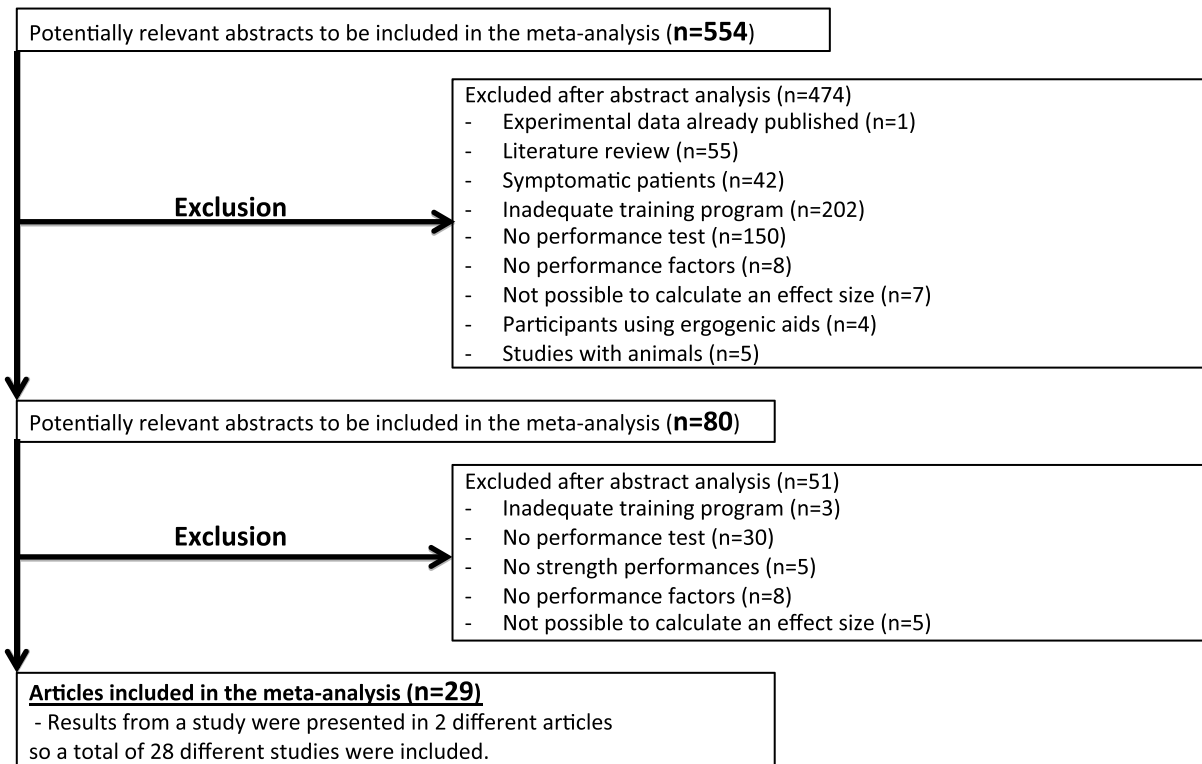 Potentially relevant abstracts to be included in the meta-analysis (n=554)
Excluded after abstract analysis (n=474)
- Experimental data already published (n=1)
- Literature review (n=55)
- Symptomatic patients (n=42)
- Inadequate training program (n=202)
- No performance test (n=150)
- No performance factors (n=8)
- Not possible to calculate an effect size (n=7)
- Participants using ergogenic aids (n=4)
- Studies with animals (n=5)
Exclusion
Potentially relevant abstracts to be included in the meta-analysis (n=80)
Excluded after abstract analysis (n=51)
- Inadequate training program (n=3)
- No performance test (n=30)
- No strength performances (n=5)
- No performance factors (n=8)
- Not possible to calculate an effect size (n=5)
Exclusion
Articles included in the meta-analysis (n=29)
- Results from a study were presented in 2 different articles
so a total of 28 different studies were included.